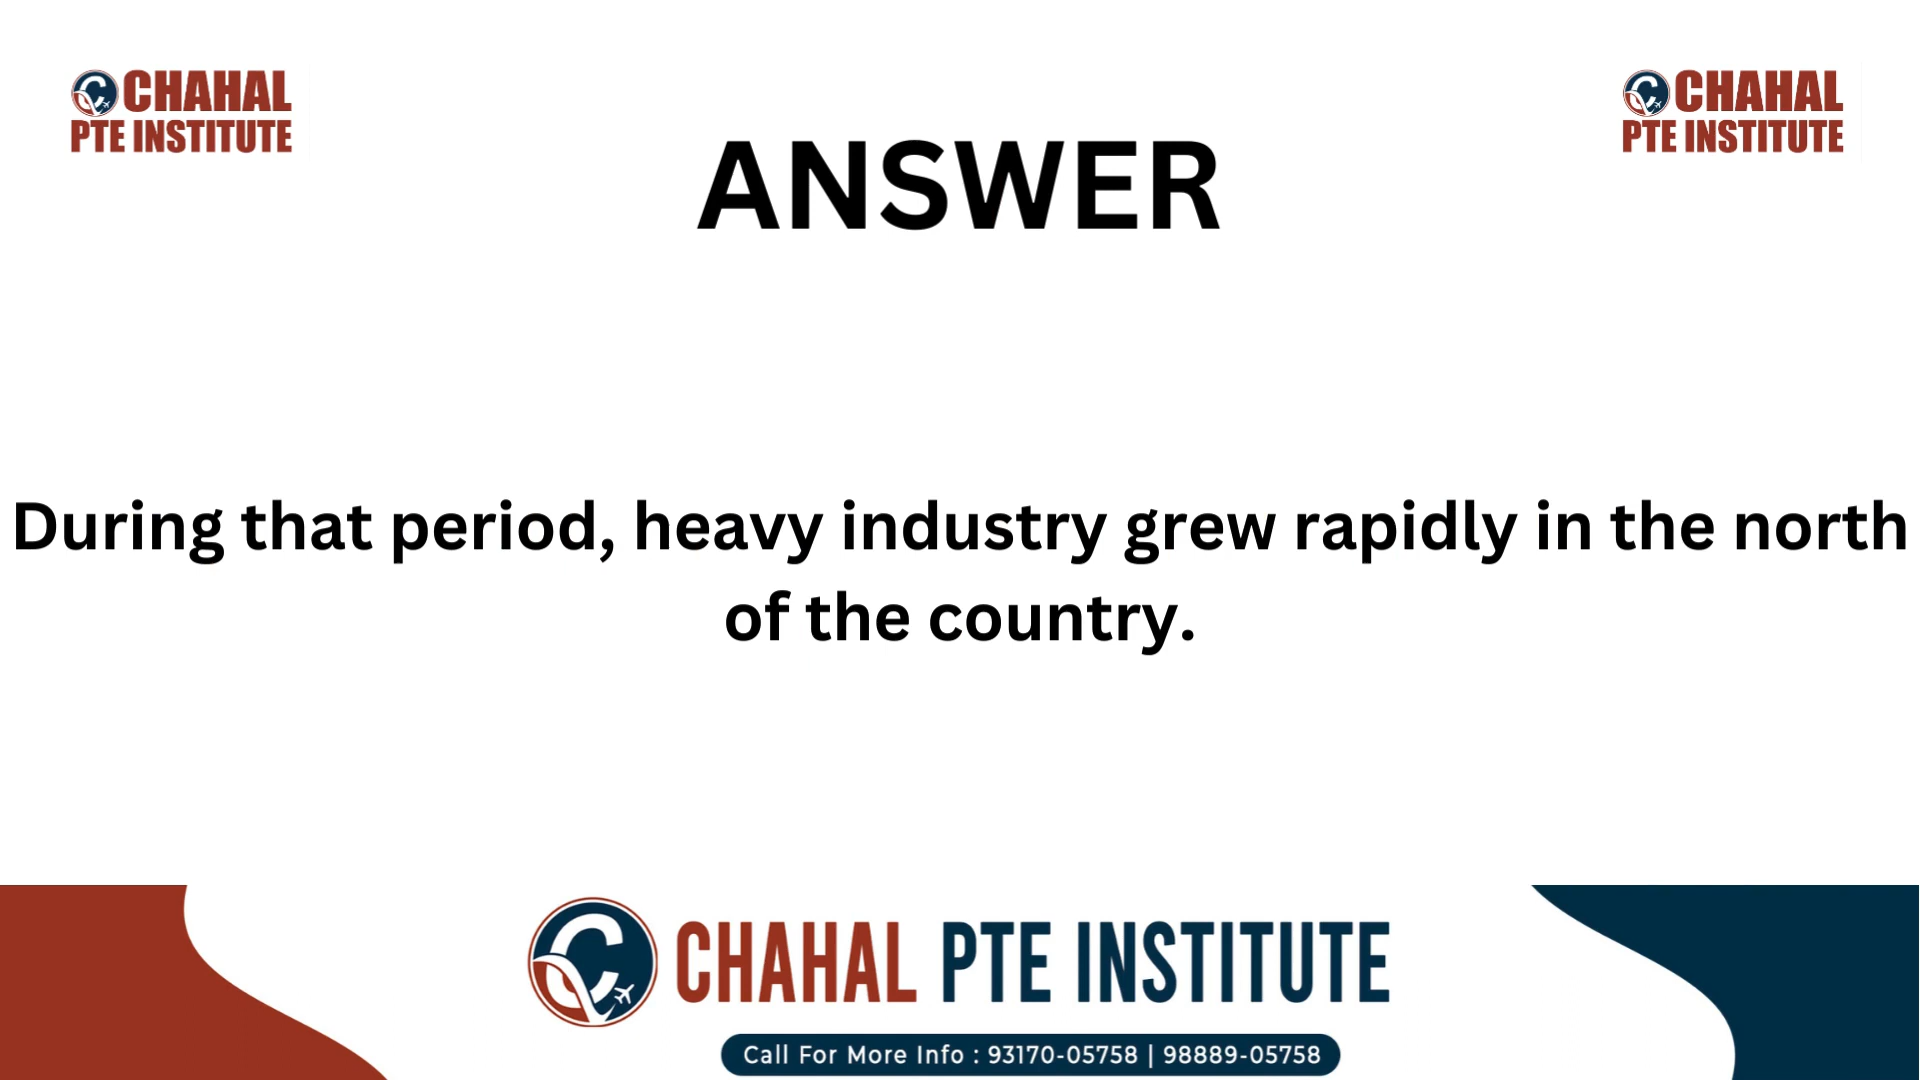 CHAHAL
PTE INSTITUTE
CHAHAL
PTE INSTITUTE
ANSWER
During that period, heavy industry grew rapidly in the north
of the country.
CHAHAL PTE INSTITUTE
Call For More Info : 93170-05758 | 98889-05758